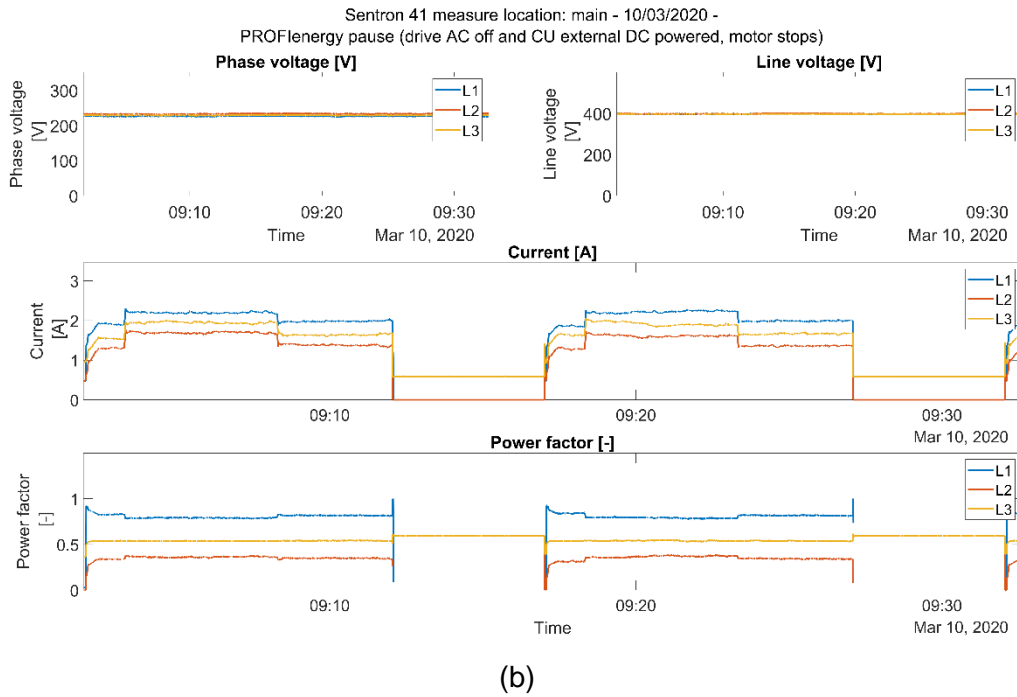 Sentron 41 measure location: main - 10/03/2020 -
PROFIenergy pause (drive AC off and CU external DC powered, motor stops)
Phase voltage [V]
Phase voltage
[V]
300
200
100
0
L1
L2
L3
09:10
09:20
09:30
Time
Mar 10, 2020
Line voltage [V]
Line voltage
[V]
400
200
0
L1
L2
L3
09:10
09:20
09:30
Time
Mar 10, 2020
Current [A]
Current
[A]
3
2
1
0
L1
L2
L3
09:10
09:20
09:30
Mar 10, 2020
Power factor [-]
Power factor
[-]
1
0.5
0
L1
L2
L3
09:10
09:20
09:30
Time
Mar 10, 2020
(b)